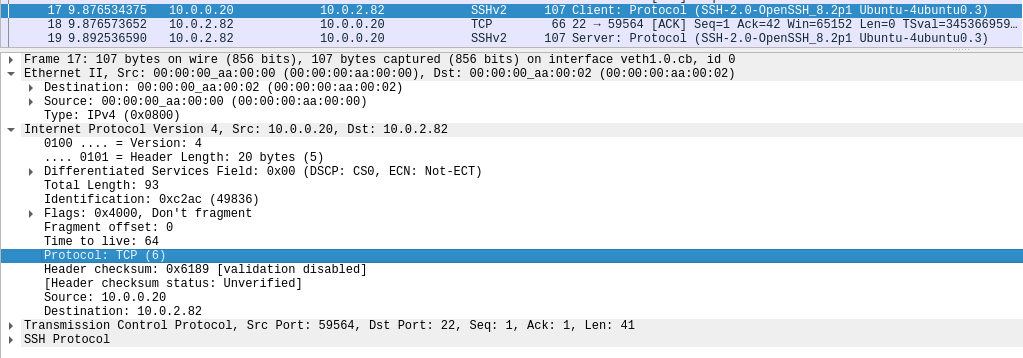 17 9.876534375 10.0.0.20 10.0.2.82 SSHv2 107 Client: Protocol (SSH-2.0-OpenSSH_8.2p1 Ubuntu-4ubuntu0.3)
18 9.876573652 10.0.2.82 10.0.0.20 TCP 66 22 → 59564 [ACK] Seq=1 Ack=42 Win=65152 Len=0 TSval=345366959…
19 9.892536590 10.0.2.82 10.0.0.20 SSHv2 107 Server: Protocol (SSH-2.0-OpenSSH_8.2p1 Ubuntu-4ubuntu0.3)
Frame 17: 107 bytes on wire (856 bits), 107 bytes captured (856 bits) on interface veth1.0.cb, id 0
Ethernet II, Src: 00:00:00_aa:00:00 (00:00:00:aa:00:00), Dst: 00:00:00_aa:00:02 (00:00:00:aa:00:02)
Destination: 00:00:00_aa:00:02 (00:00:00:aa:00:02)
Source: 00:00:00_aa:00:00 (00:00:00:aa:00:00)
Type: IPv4 (0x0800)
Internet Protocol Version 4, Src: 10.0.0.20, Dst: 10.0.2.82
0100 .... = Version: 4
.... 0101 = Header Length: 20 bytes (5)
Differentiated Services Field: 0x00 (DSCP: CS0, ECN: Not-ECT)
Total Length: 93
Identification: 0xc2ac (49836)
Flags: 0x4000, Don't fragment
Fragment offset: 0
Time to live: 64
Protocol: TCP (6)
Header checksum: 0x6189 [validation disabled]
[Header checksum status: Unverified]
Source: 10.0.0.20
Destination: 10.0.2.82
Transmission Control Protocol, Src Port: 59564, Dst Port: 22, Seq: 1, Ack: 1, Len: 41
SSH Protocol